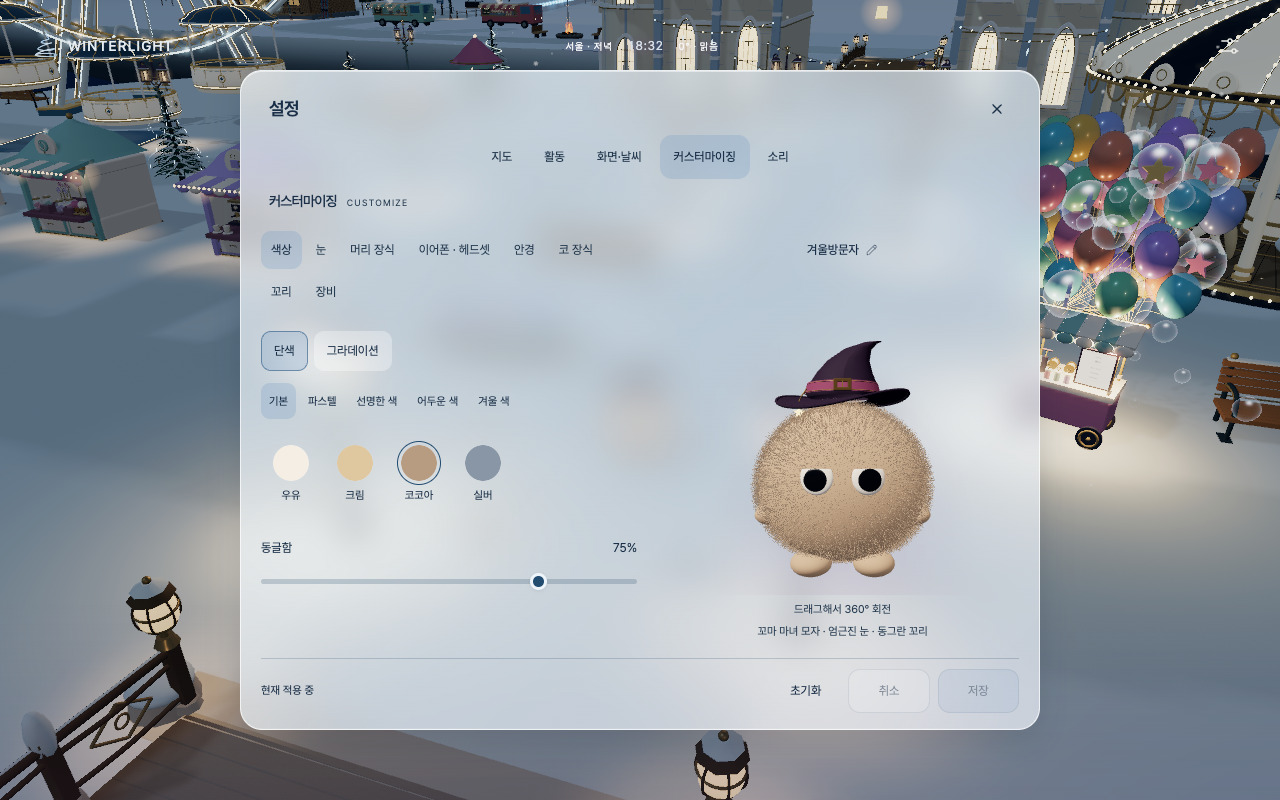 WINTERLIGHT
서울 · 저녁 18:32 맑음
설정
지도 활동 화면·날씨 커스터마이징 소리
커스터마이징 CUSTOMIZE
색상 눈 머리 장식 이어폰 · 헤드셋 안경 코 장식
겨울방문자
꼬리 장비
단색 그라데이션
기본 파스텔 선명한 색 어두운 색 겨울 색
우유 크림 코코아 실버
동글함 75%
드래그해서 360° 회전
꼬마 마녀 모자 · 엄근진 눈 · 동그란 꼬리
현재 적용 중 초기화 취소 저장